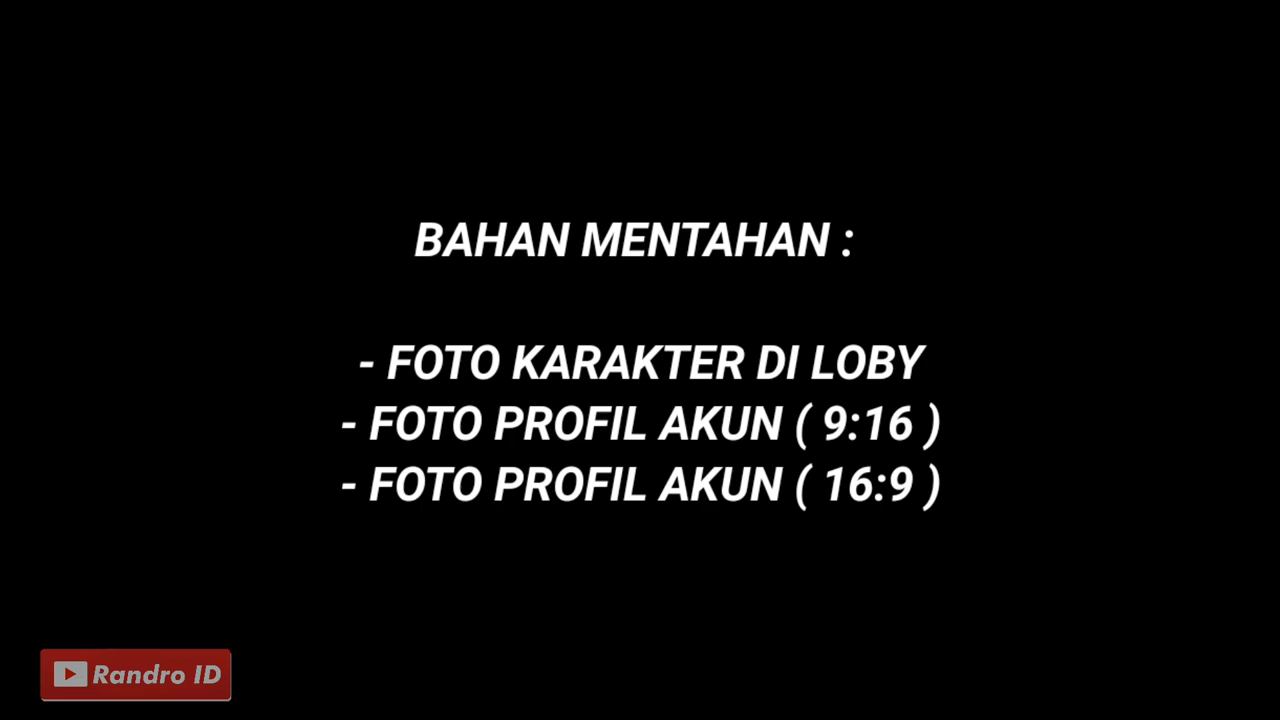 BAHAN MENTAHAN :
- FOTO KARAKTER DI LOBY
- FOTO PROFIL AKUN ( 9:16 )
- FOTO PROFIL AKUN ( 16:9 )
Randro ID